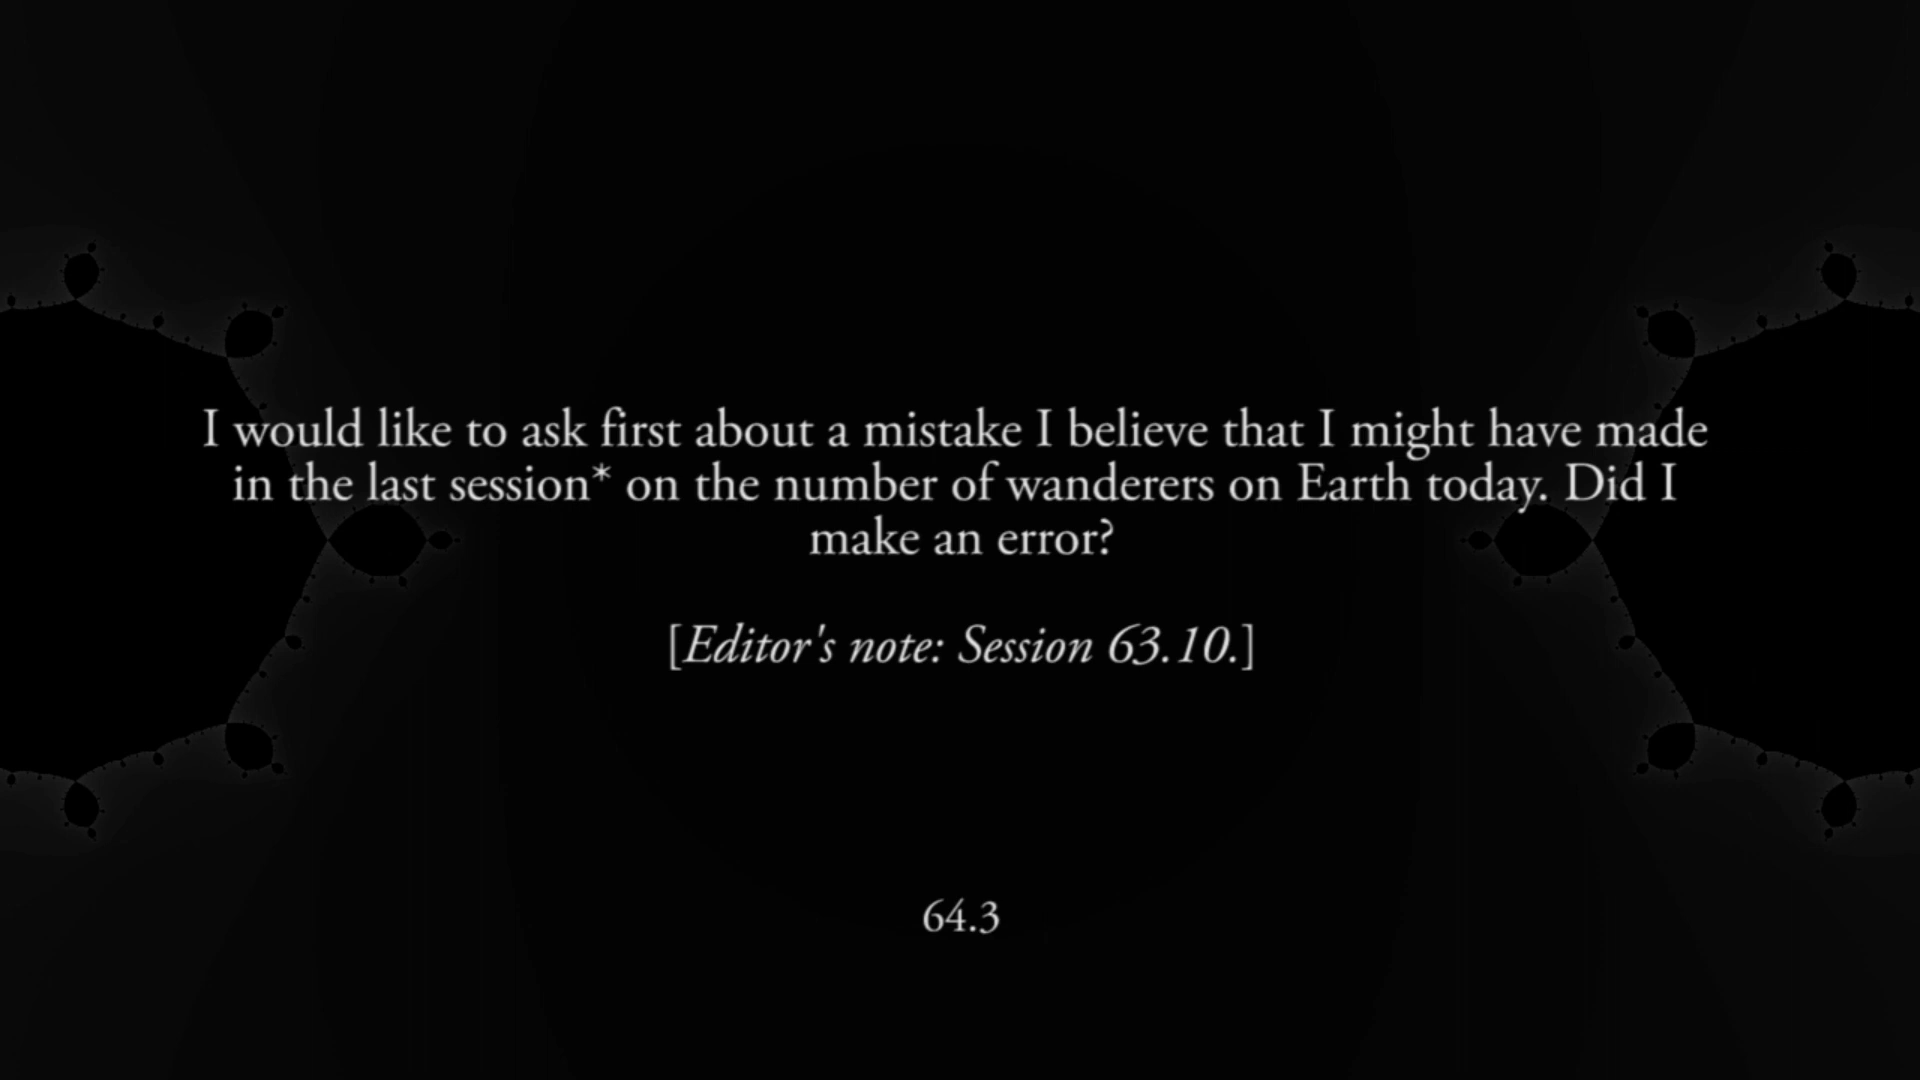 I would like to ask first about a mistake I believe that I might have made
in the last session* on the number of wanderers on Earth today. Did I
make an error?
[Editor's note: Session 63.10.]
64.3